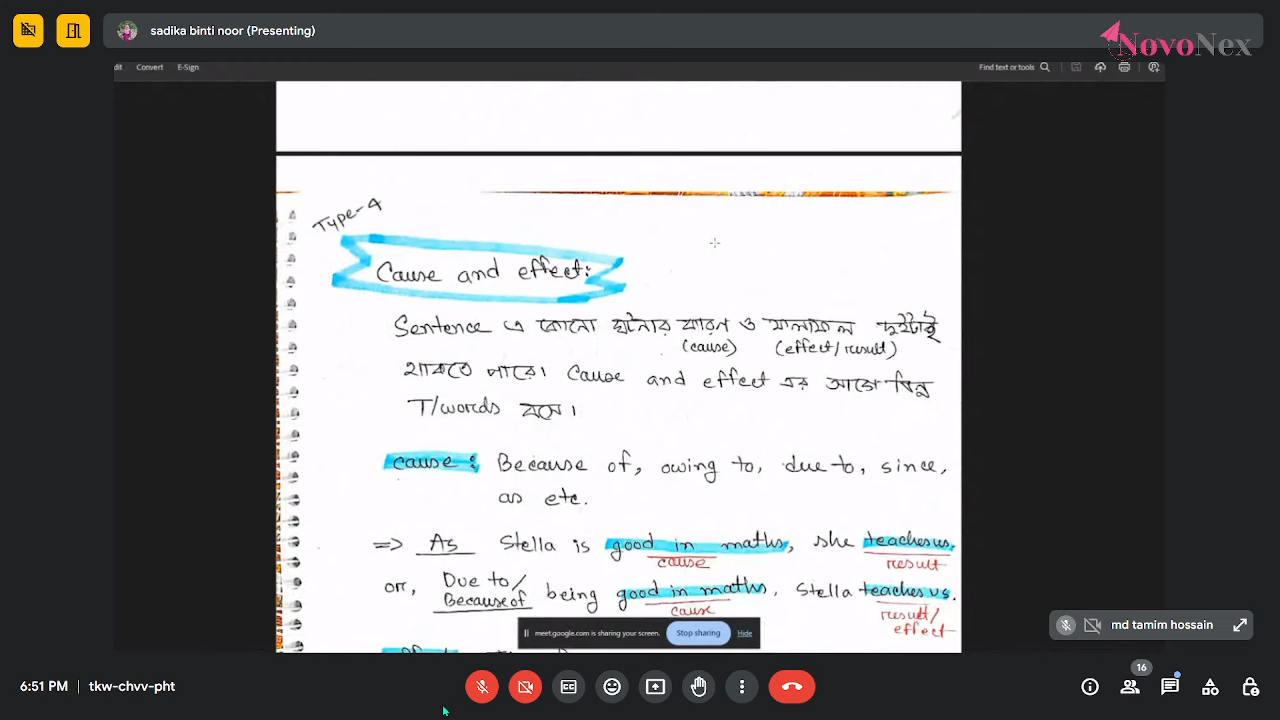 sadika binti noor (Presenting)
NovoNex
dit Convert E-Sign Find text or tools
Type-4
Cause and effect:
Sentence এ কোনো ঘটনার কারণ ও ফলাফল দুইটাই
(cause) (effect/result)
থাকতে পারে। Cause and effect এর আগে ভিন্ন
T/words বসে।
cause: Because of, owing to, due to, since,
as etc.
⇒ As Stella is good in maths, she teaches us.
cause result
or, Due to/
Because of being good in maths, Stella teaches us.
cause result/
effect
meet.google.com is sharing your screen. Stop sharing Hide
md tamim hossain
16
6:51 PM tkw-chvv-pht